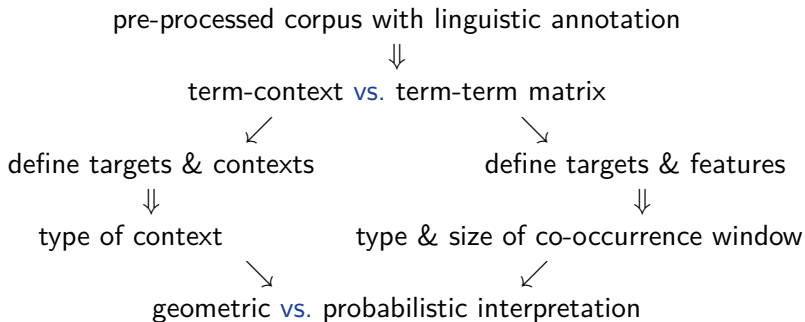 pre-processed corpus with linguistic annotation
⇓
term-context vs. term-term matrix
↙ ↘
define targets & contexts define targets & features
⇓ ⇓
type of context type & size of co-occurrence window
↘ ↙
geometric vs. probabilistic interpretation